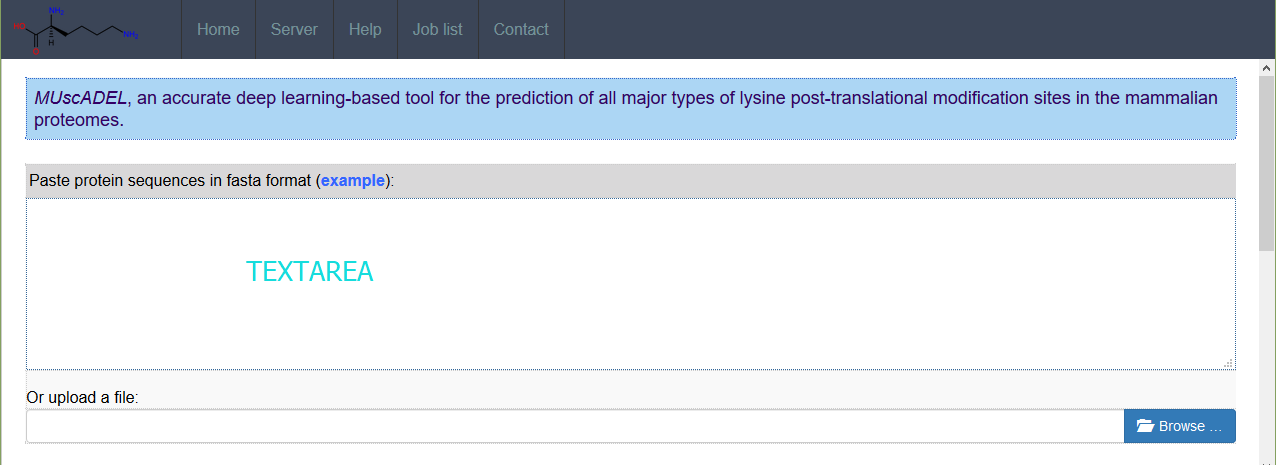 NH₂
HO
NH₂
H
O
Home Server Help Job list Contact
MUscADEL, an accurate deep learning-based tool for the prediction of all major types of lysine post-translational modification sites in the mammalian
proteomes.
Paste protein sequences in fasta format (example):
TEXTAREA
Or upload a file:
Browse ...